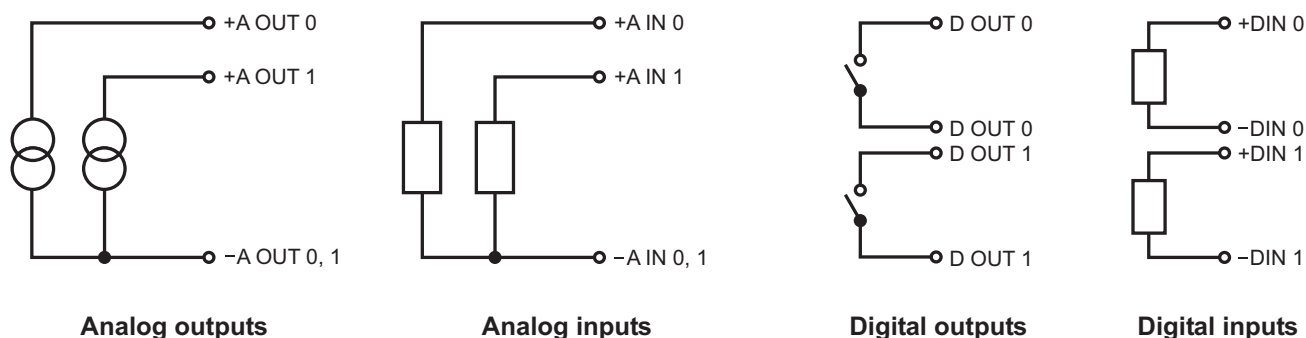 +A OUT 0
+A OUT 1
−A OUT 0, 1
Analog outputs
+A IN 0
+A IN 1
−A IN 0, 1
Analog inputs
D OUT 0
D OUT 0
D OUT 1
D OUT 1
Digital outputs
+DIN 0
−DIN 0
+DIN 1
−DIN 1
Digital inputs